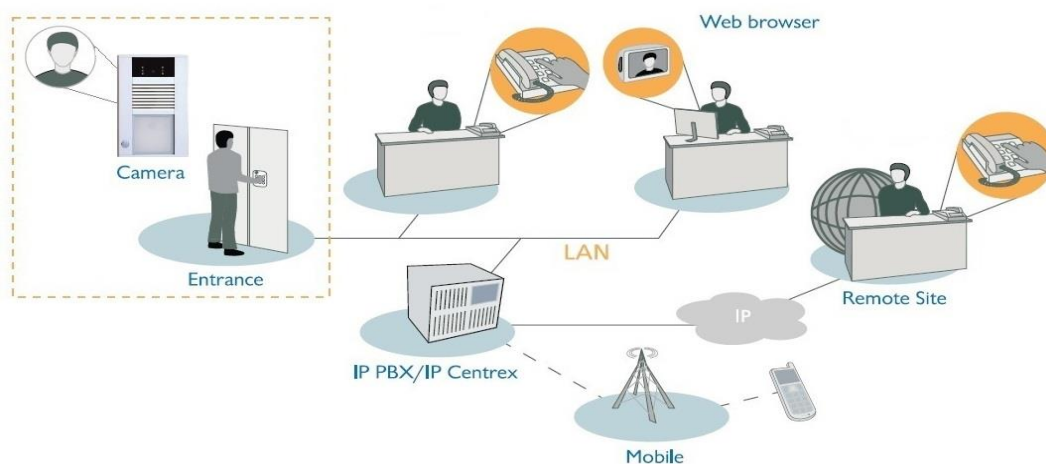 Web browser
Camera
Entrance
LAN
IP
Remote Site
IP PBX/IP Centrex
Mobile